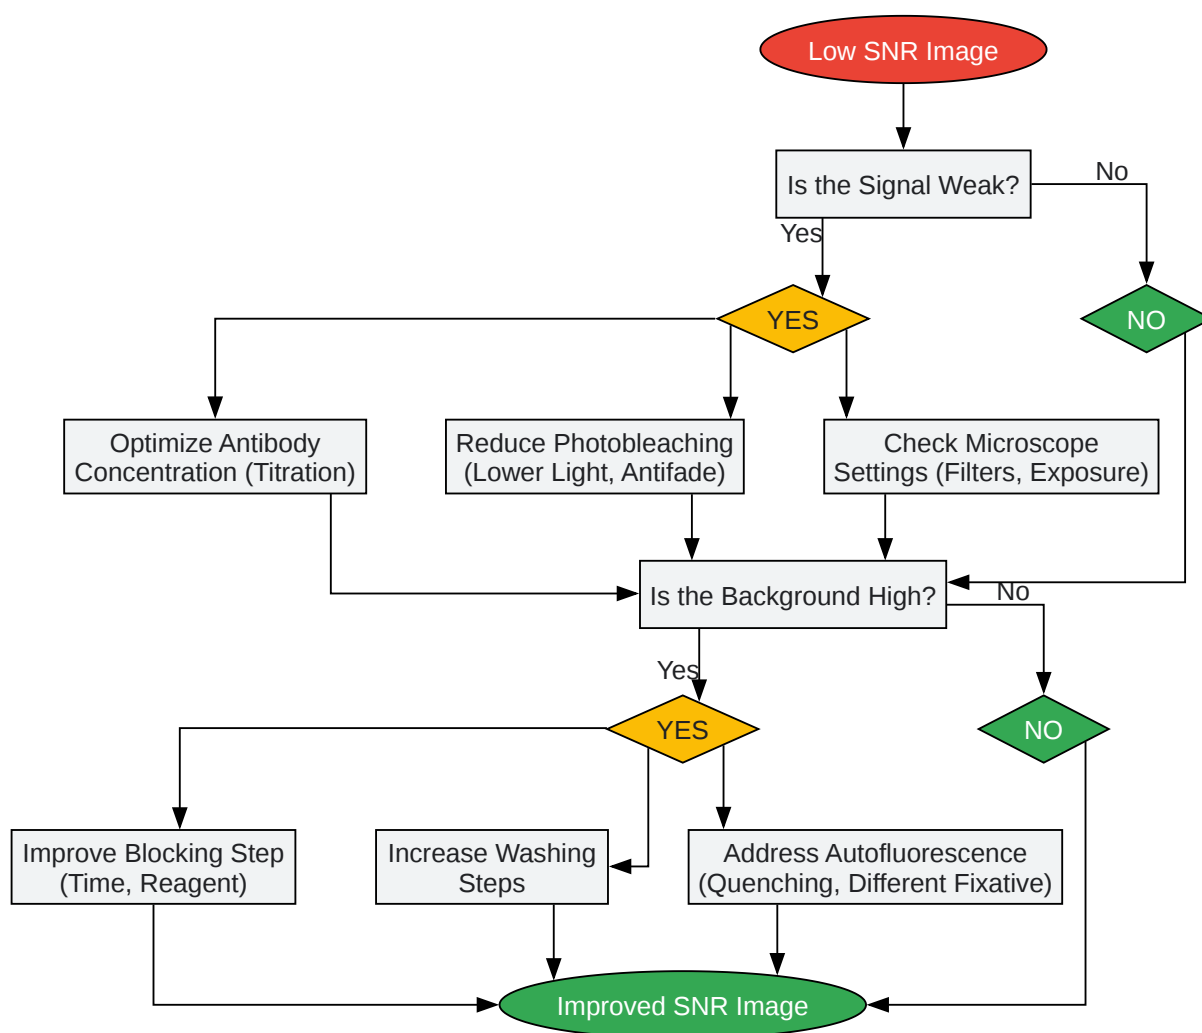 Low SNR Image
Is the Signal Weak?
No
Yes
YES
NO
Optimize Antibody
Concentration (Titration)
Reduce Photobleaching
(Lower Light, Antifade)
Check Microscope
Settings (Filters, Exposure)
Is the Background High?
No
Yes
YES
NO
Improve Blocking Step
(Time, Reagent)
Increase Washing
Steps
Address Autofluorescence
(Quenching, Different Fixative)
Improved SNR Image